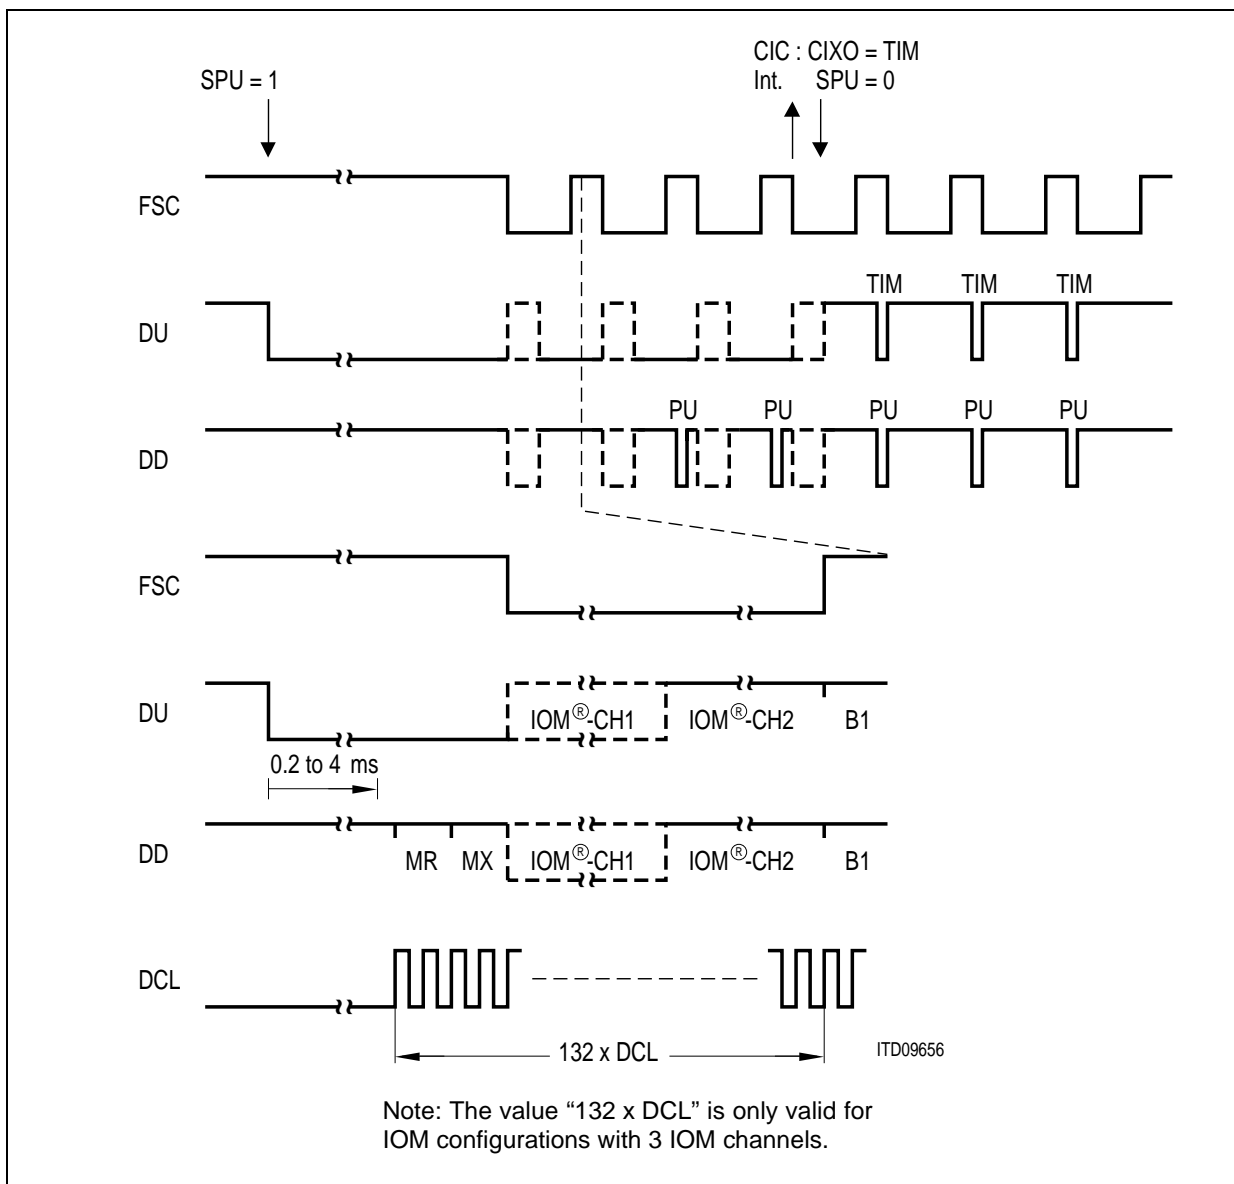 CIC : CIXO = TIM
SPU = 1
Int. SPU = 0
FSC
TIM TIM TIM
DU
PU PU PU PU PU
DD
FSC
DU
IOM®-CH1 IOM®-CH2 B1
0.2 to 4 ms
DD
MR MX IOM®-CH1 IOM®-CH2 B1
DCL
132 x DCL
ITD09656
Note: The value “132 x DCL” is only valid for
IOM configurations with 3 IOM channels.